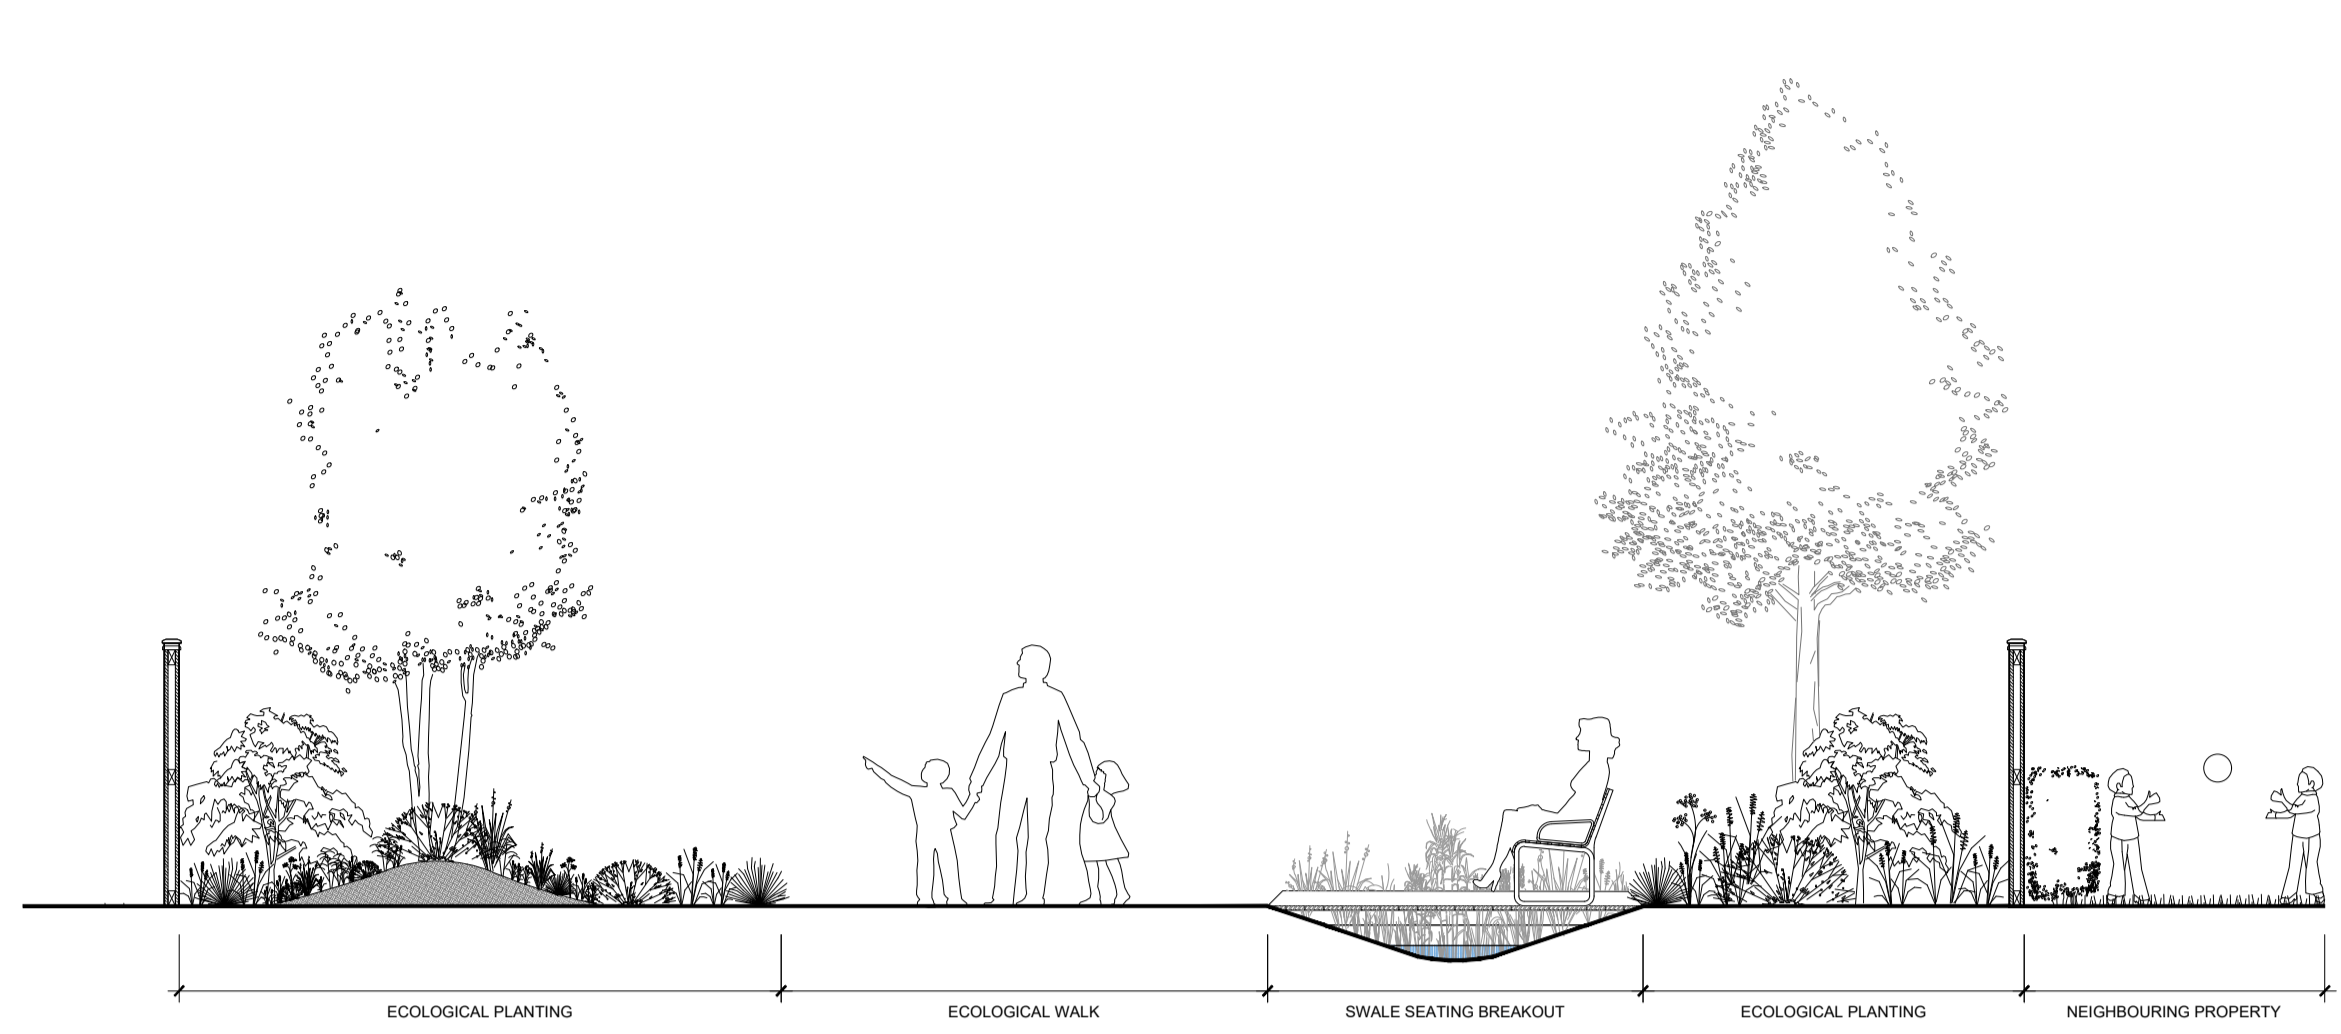 ECOLOGICAL PLANTING
ECOLOGICAL WALK
SWALE SEATING BREAKOUT
ECOLOGICAL PLANTING
NEIGHBOURING PROPERTY